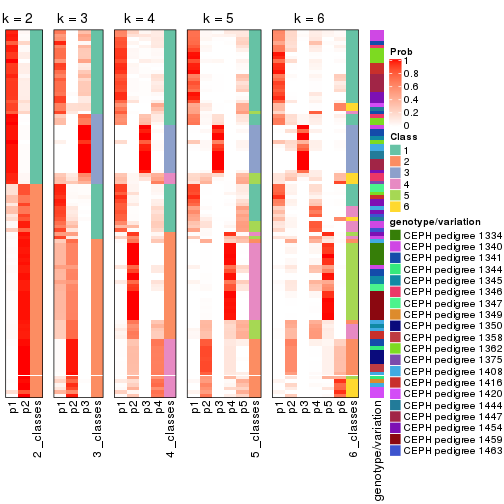 k = 2
k = 3
k = 4
k = 5
k = 6
Prob
1
0.8
0.6
0.4
0.2
0
Class
1
2
3
4
5
6
genotype/variation
CEPH pedigree 1334
CEPH pedigree 1340
CEPH pedigree 1341
CEPH pedigree 1344
CEPH pedigree 1345
CEPH pedigree 1346
CEPH pedigree 1347
CEPH pedigree 1349
CEPH pedigree 1350
CEPH pedigree 1358
CEPH pedigree 1362
CEPH pedigree 1375
CEPH pedigree 1408
CEPH pedigree 1416
CEPH pedigree 1420
CEPH pedigree 1444
CEPH pedigree 1447
CEPH pedigree 1454
CEPH pedigree 1459
CEPH pedigree 1463
p1
p2
2_classes
p1
p2
p3
3_classes
p1
p2
p3
p4
4_classes
p1
p2
p3
p4
p5
5_classes
p1
p2
p3
p4
p5
p6
6_classes
genotype/variation